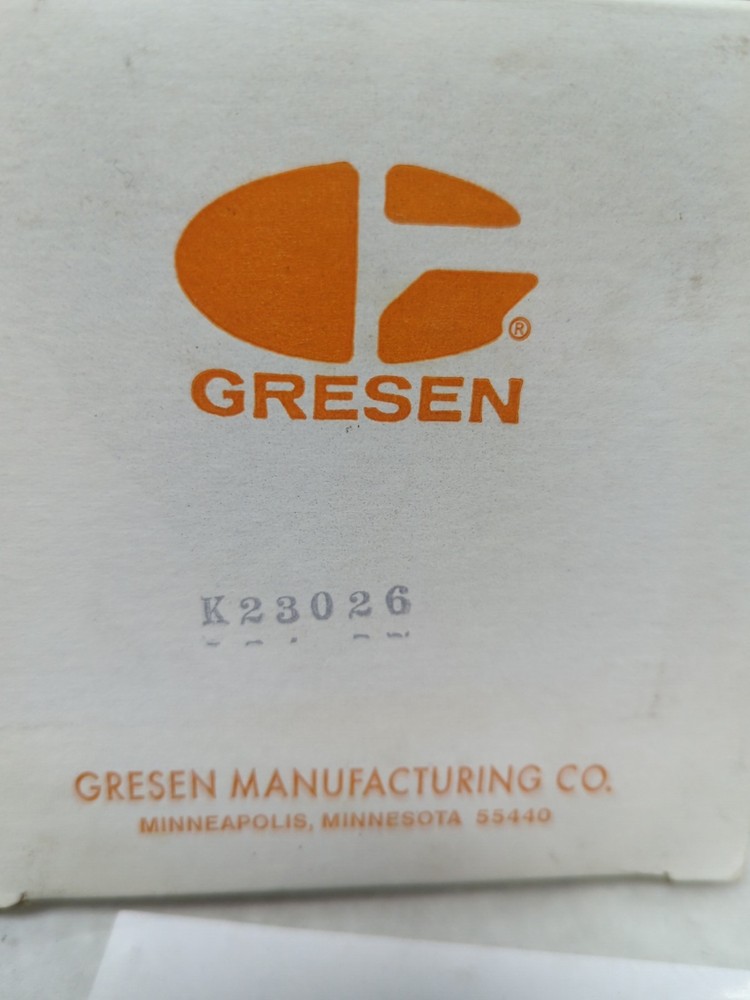 ®
GRESEN
K23026
GRESEN MANUFACTURING CO.
MINNEAPOLIS, MINNESOTA 55440